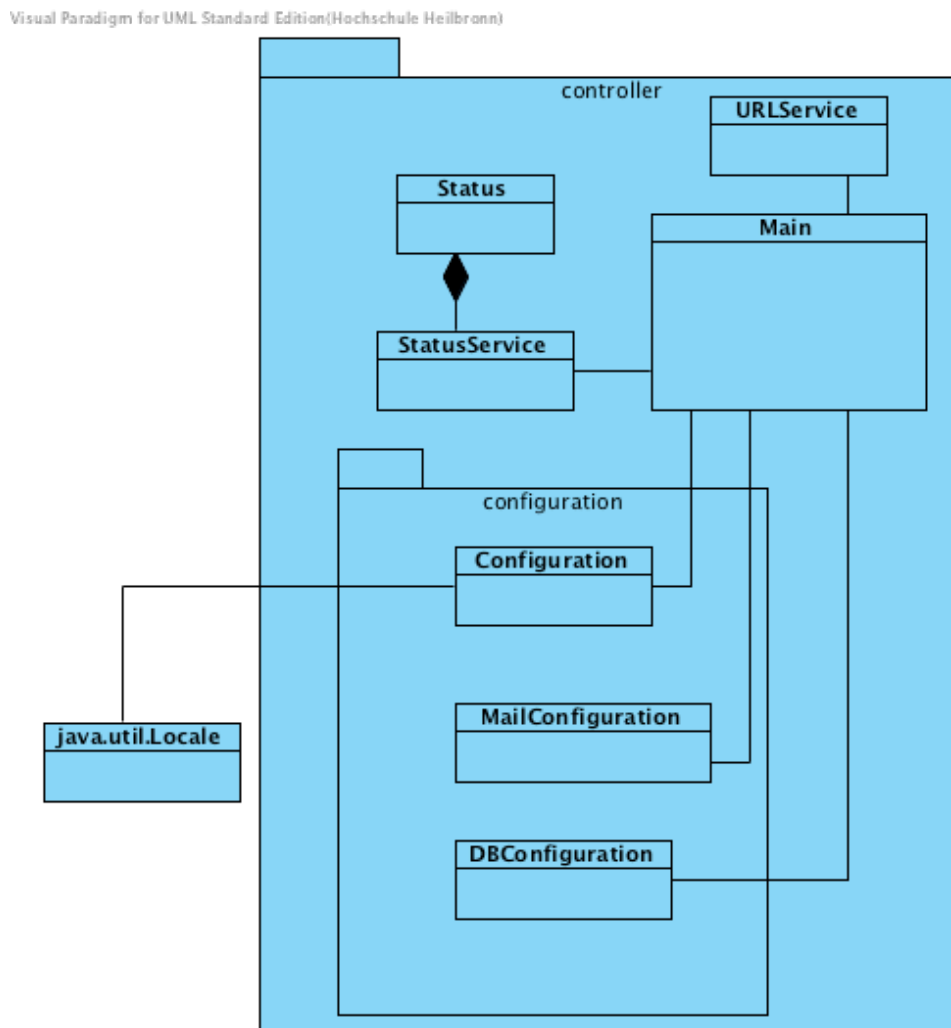 Visual Paradigm for UML Standard Edition(Hochschule Heilbronn)
controller
URLService
Status
Main
StatusService
configuration
Configuration
MailConfiguration
java.util.Locale
DBConfiguration